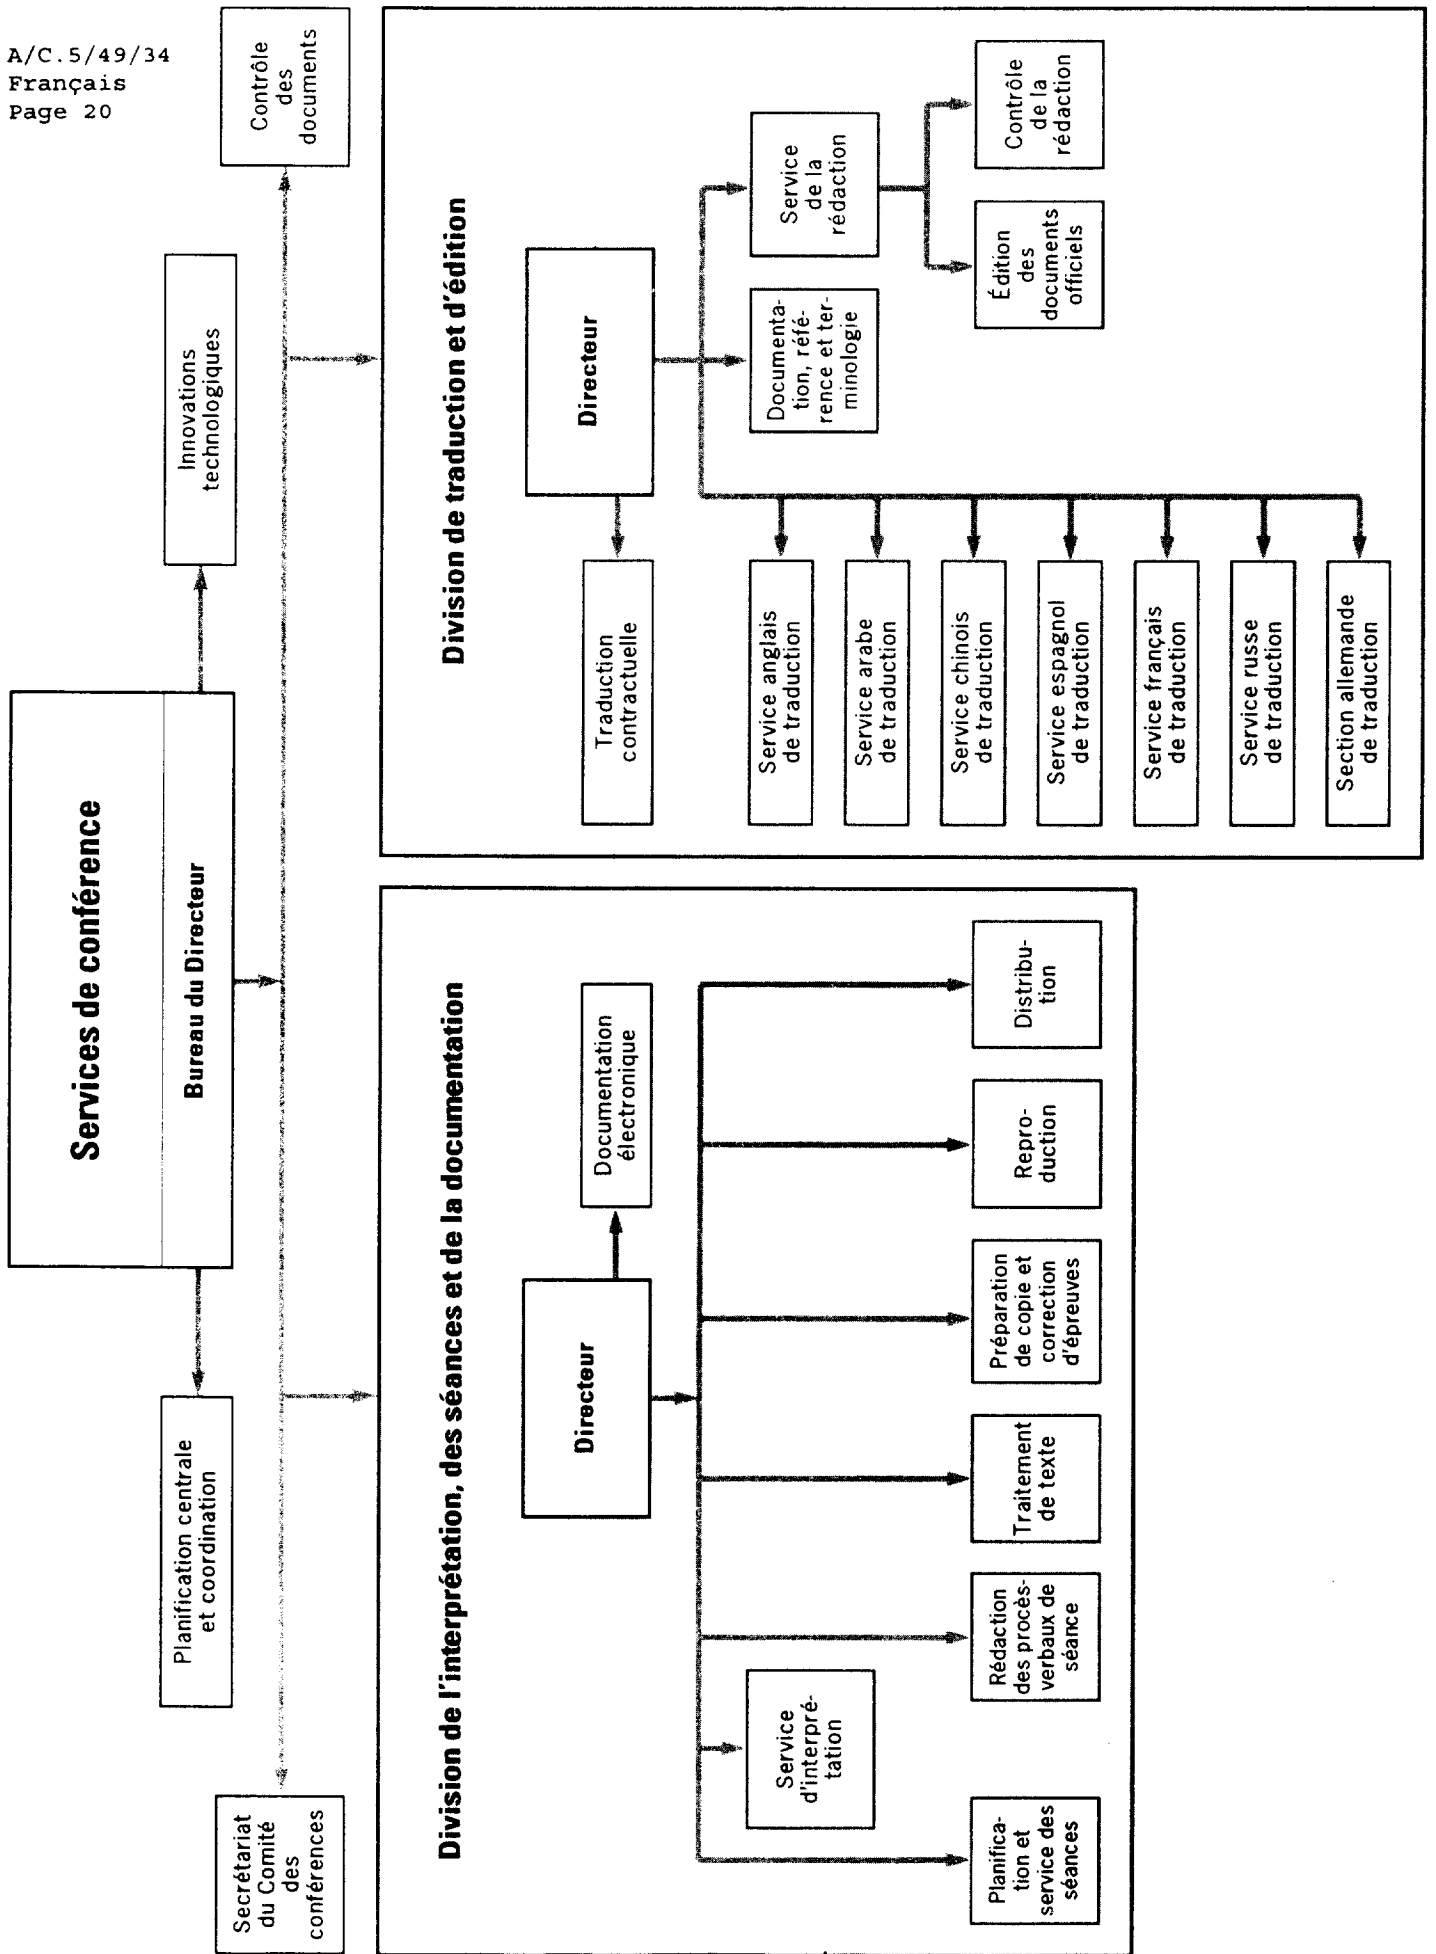 A/C.5/49/34
Français
Page 20
Services de conférence
Bureau du Directeur
Planification centrale
et coordination
Innovations
technologiques
Secrétariat
du Comité
des
conférences
Contrôle
des
documents
Division de l'interprétation, des séances et de la documentation
Directeur
Documentation
électronique
Service
d'interpré-
tation
Planifica-
tion et
service des
séances
Rédaction
des procès-
verbaux de
séance
Traitement
de texte
Préparation
de copie et
correction
d'épreuves
Repro-
duction
Distribu-
tion
Division de traduction et d'édition
Directeur
Traduction
contractuelle
Service anglais
de traduction
Service arabe
de traduction
Service chinois
de traduction
Service espagnol
de traduction
Service français
de traduction
Service russe
de traduction
Section allemande
de traduction
Documenta-
tion, réfé-
rence et ter-
minologie
Service
de la
rédaction
Édition
des
documents
officiels
Contrôle
de la
rédaction